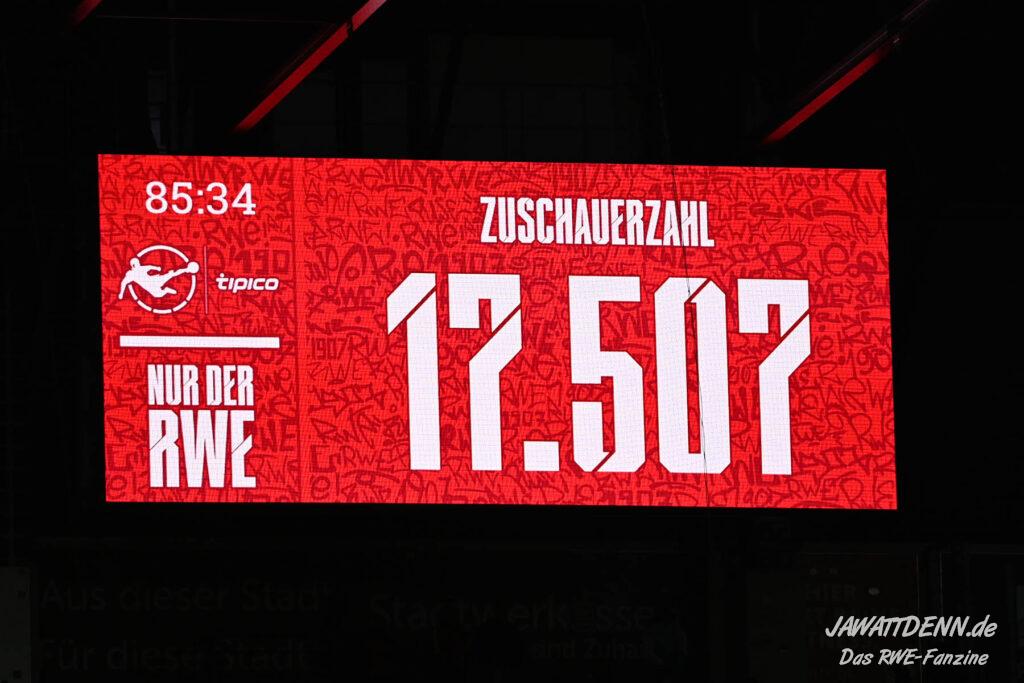 85:34
tipico
NUR DER
RWE
ZUSCHAUERZAHL
17.507
Aus dieser Stadt
Für dieser Stadt
Stadtwerke
JAWATTDENN.de
Das RWE-Fanzine